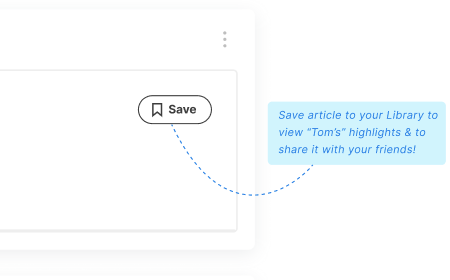 Save
Save article to your Library to
view "Tom's" highlights & to
share it with your friends!